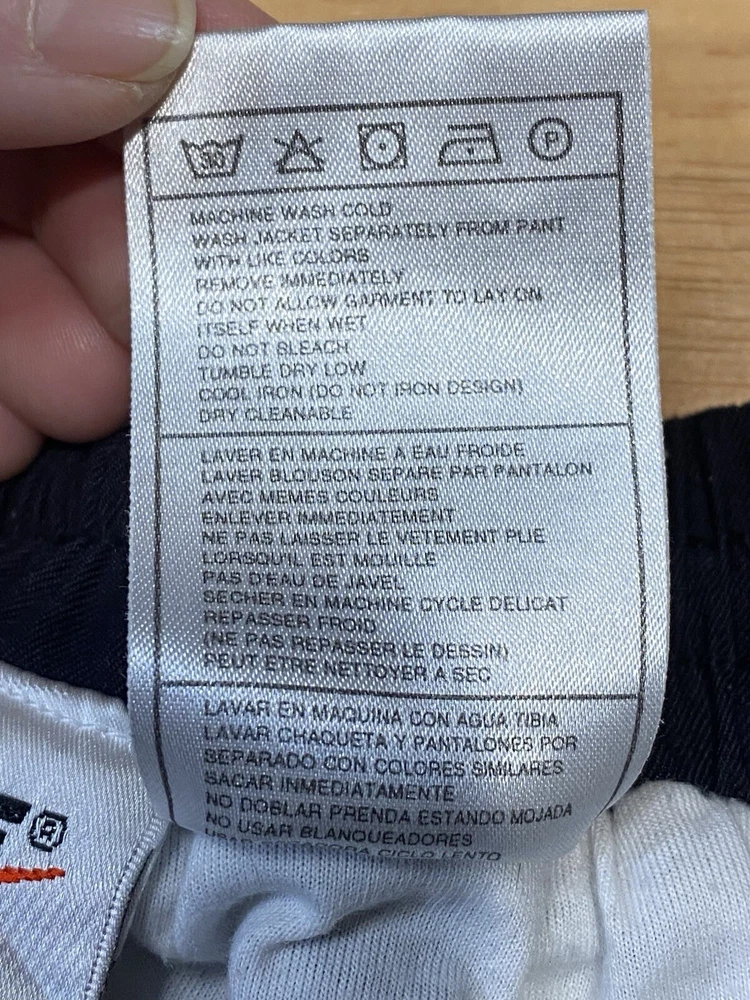 30°
P
MACHINE WASH COLD
WASH JACKET SEPARATELY FROM PANT
WITH LIKE COLORS
REMOVE IMMEDIATELY
DO NOT ALLOW GARMENT TO LAY ON
ITSELF WHEN WET
DO NOT BLEACH
TUMBLE DRY LOW
COOL IRON (DO NOT IRON DESIGN)
DRY CLEANABLE
LAVER EN MACHINE A EAU FROIDE
LAVER BLOUSON SEPARE PAR PANTALON
AVEC MEMES COULEURS
ENLEVER IMMEDIATEMENT
NE PAS LAISSER LE VETEMENT PLIE
LORSQU'IL EST MOUILLE
PAS D'EAU DE JAVEL
SECHER EN MACHINE CYCLE DELICAT
REPASSER FROID
(NE PAS REPASSER LE DESSIN)
PEUT ETRE NETTOYER A SEC
LAVAR EN MAQUINA CON AGUA TIBIA
LAVAR CHAQUETA Y PANTALONES POR
SEPARADO CON COLORES SIMILARES
SACAR INMEDIATAMENTE
NO DOBLAR PRENDA ESTANDO MOJADA
NO USAR BLANQUEADORES
USAR SECADORA CICLO LENTO
®